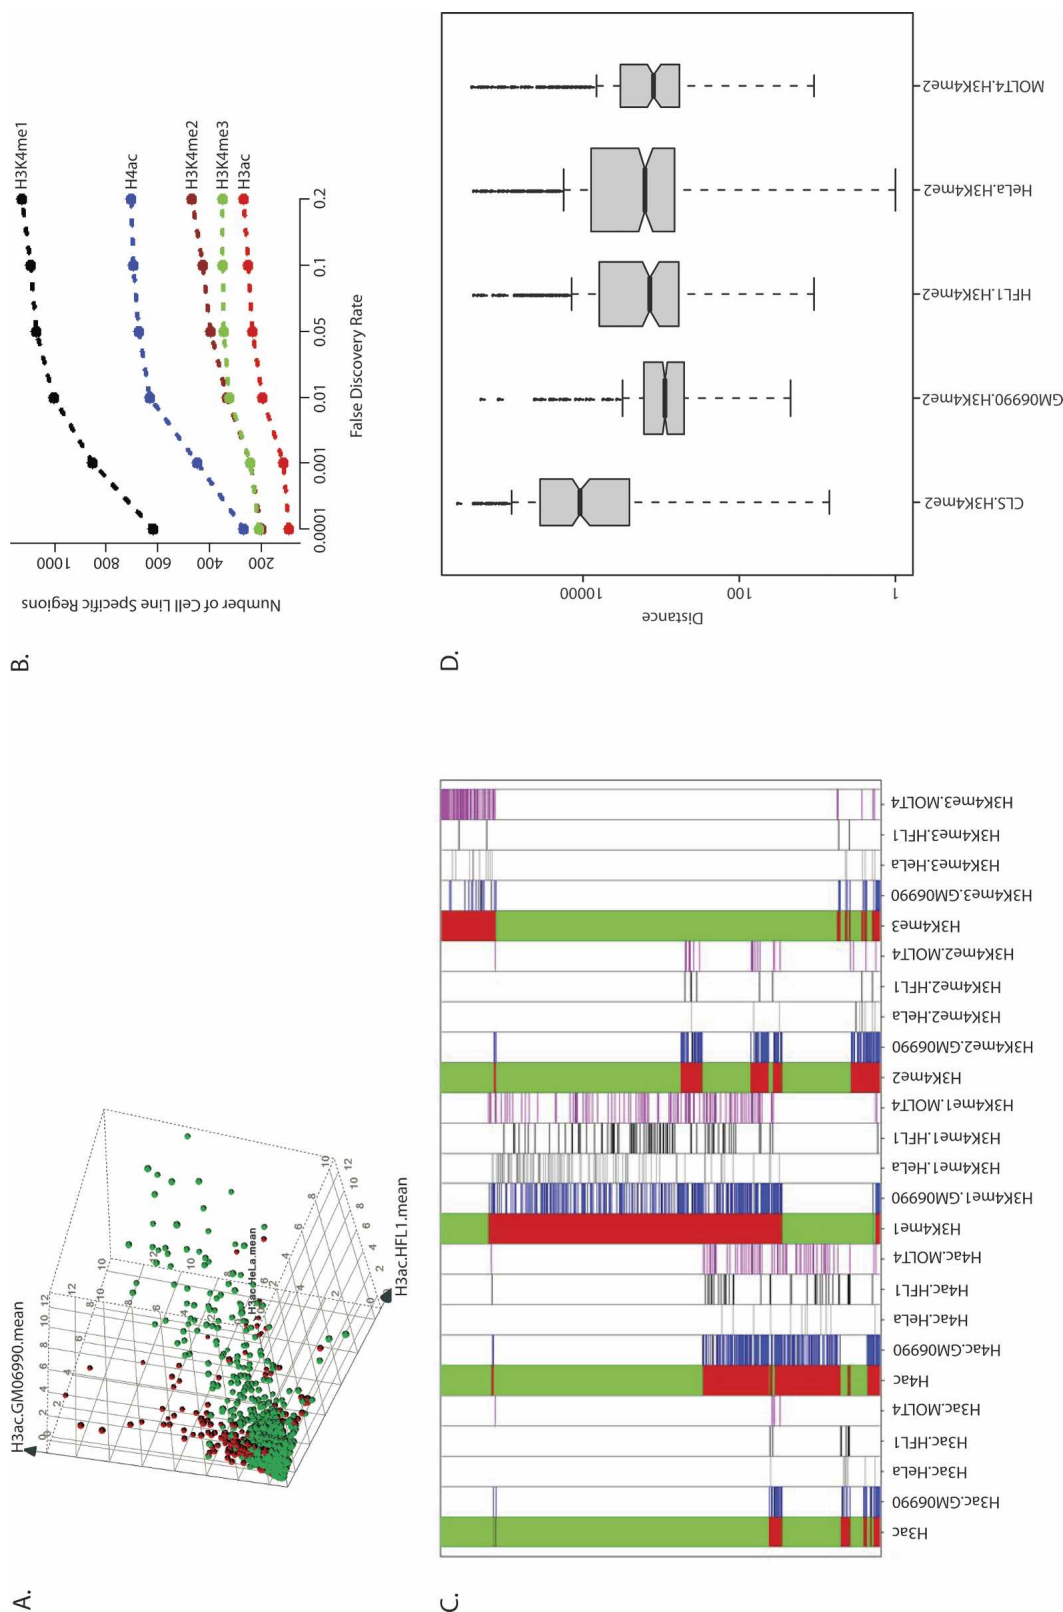 A.
H3ac.GM06990.mean
H3ac.HeLa.mean
H3ac.HFL1.mean
B.
Number of Cell Line Specific Regions
1000
800
600
400
200
0.0001
0.001
0.01
0.05
0.1
0.2
False Discovery Rate
H3K4me1
H4ac
H3K4me2
H3K4me3
H3ac
C.
H3ac
H3ac.GM06990
H3ac.HeLa
H3ac.HFL1
H3ac.MOLT4
H4ac
H4ac.GM06990
H4ac.HeLa
H4ac.HFL1
H4ac.MOLT4
H3K4me1
H3K4me1.GM06990
H3K4me1.HeLa
H3K4me1.HFL1
H3K4me1.MOLT4
H3K4me2
H3K4me2.GM06990
H3K4me2.HeLa
H3K4me2.HFL1
H3K4me2.MOLT4
H3K4me3
H3K4me3.GM06990
H3K4me3.HeLa
H3K4me3.HFL1
H3K4me3.MOLT4
D.
Distance
10000
100
1
CLS.H3K4me2
GM06990.H3K4me2
HFL1.H3K4me2
HeLa.H3K4me2
MOLT4.H3K4me2